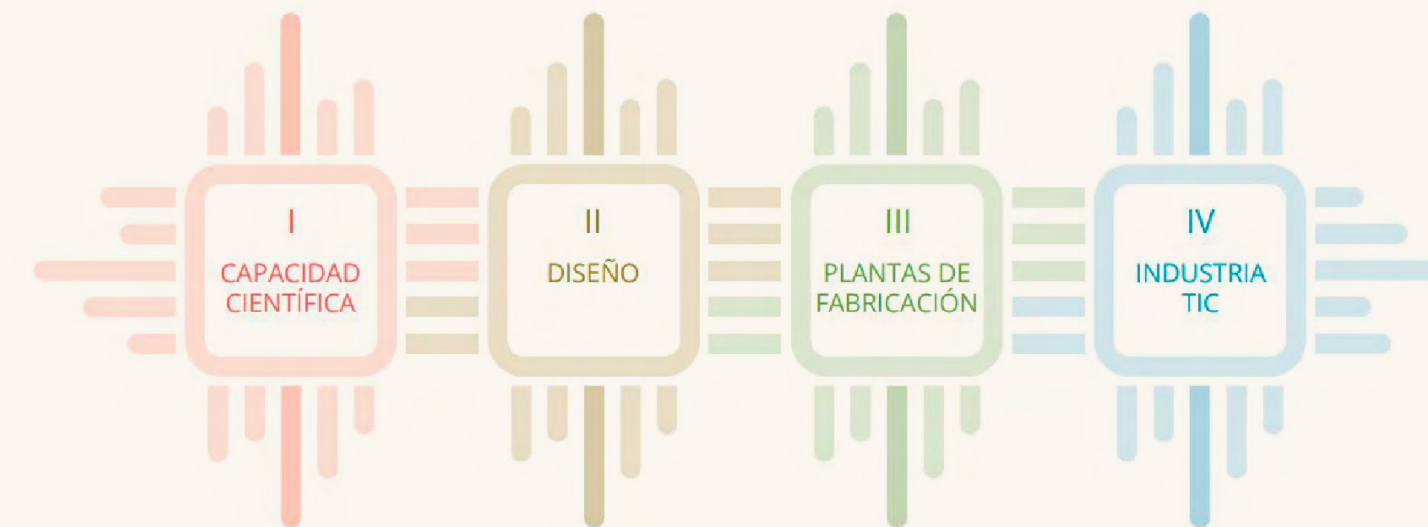 I
CAPACIDAD
CIENTÍFICA
II
DISEÑO
III
PLANTAS DE
FABRICACIÓN
IV
INDUSTRIA
TIC